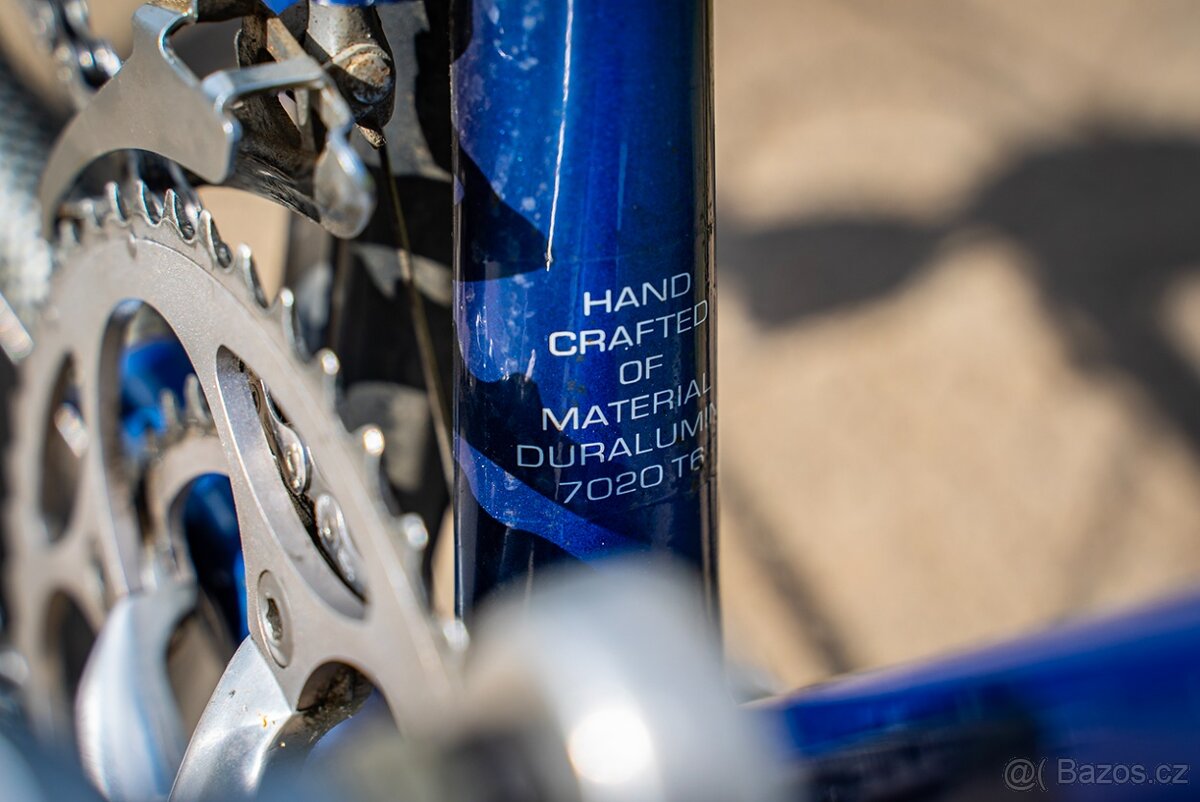 HAND
CRAFTED
OF
MATERIAL
DURALUMIN
7020 T6
@( Bazos.cz